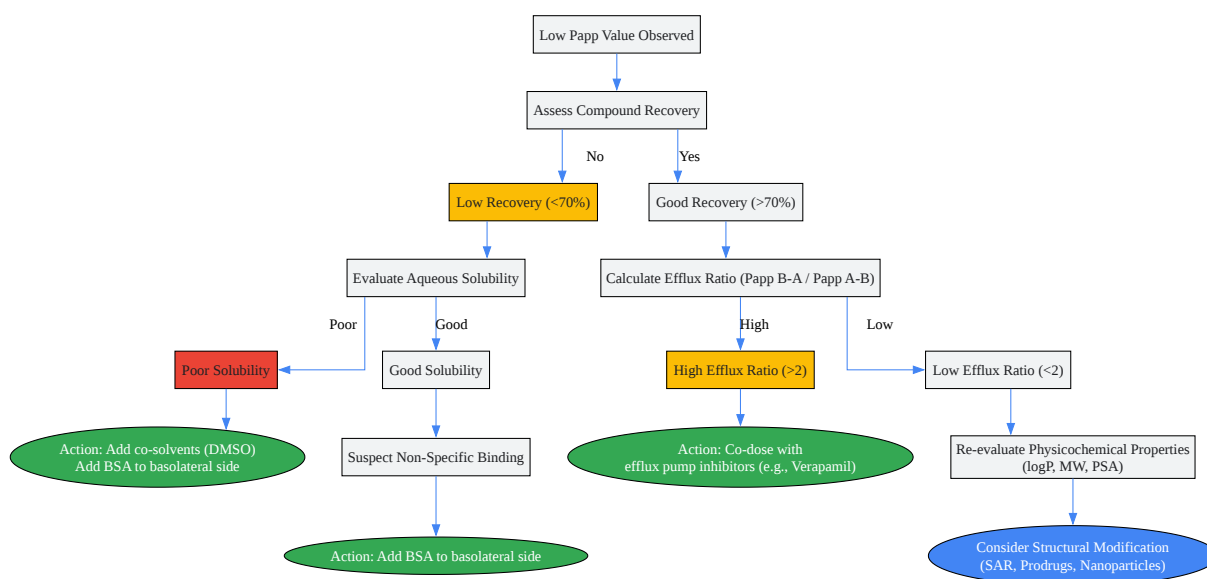 Low Papp Value Observed
Assess Compound Recovery
No
Yes
Low Recovery (<70%)
Good Recovery (>70%)
Evaluate Aqueous Solubility
Calculate Efflux Ratio (Papp B-A / Papp A-B)
Poor
Good
High
Low
Poor Solubility
Good Solubility
High Efflux Ratio (>2)
Low Efflux Ratio (<2)
Action: Add co-solvents (DMSO)
Add BSA to basolateral side
Suspect Non-Specific Binding
Action: Co-dose with
efflux pump inhibitors (e.g., Verapamil)
Re-evaluate Physicochemical Properties
(logP, MW, PSA)
Action: Add BSA to basolateral side
Consider Structural Modification
(SAR, Prodrugs, Nanoparticles)